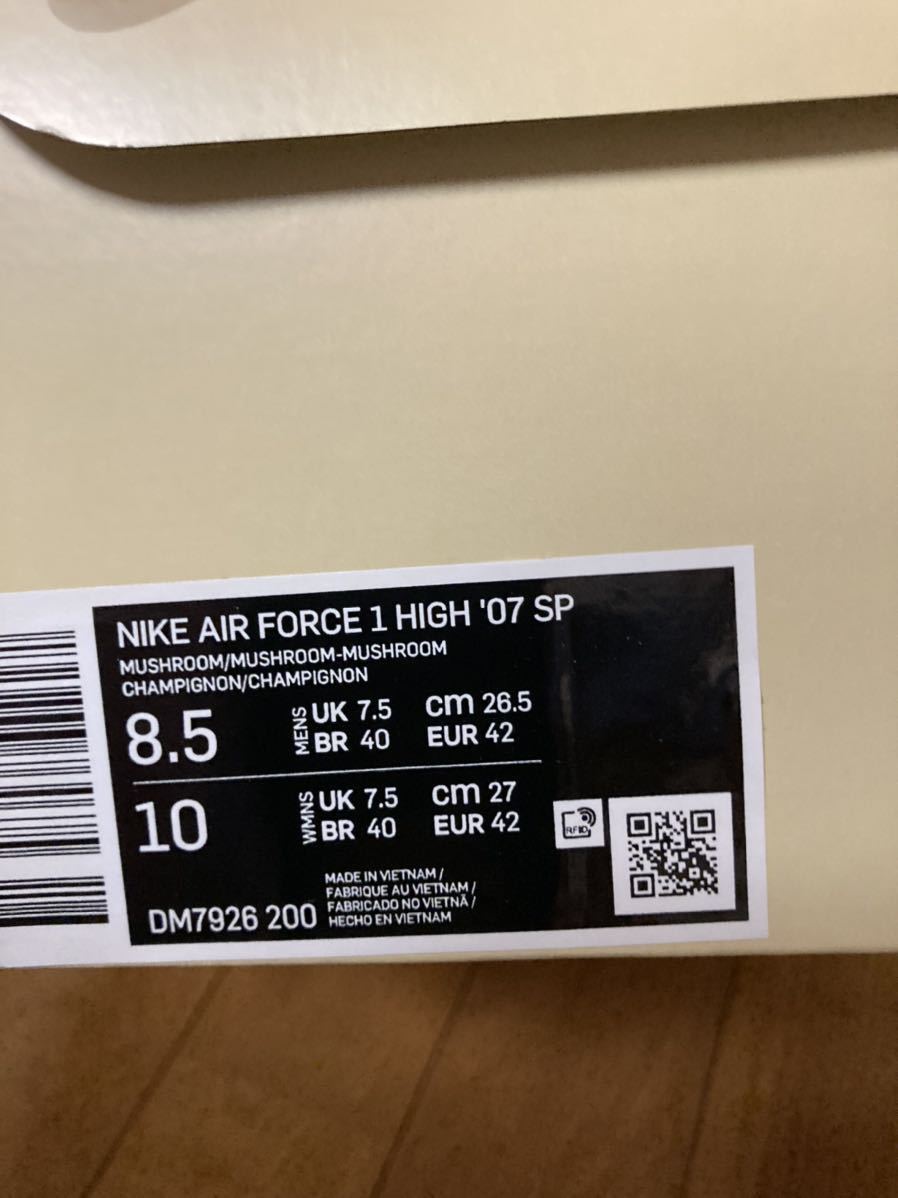 NIKE AIR FORCE 1 HIGH '07 SP
MUSHROOM/MUSHROOM-MUSHROOM
CHAMPIGNON/CHAMPIGNON
8.5 MENS UK 7.5 cm 26.5
BR 40 EUR 42
10 WMNS UK 7.5 cm 27
BR 40 EUR 42
RFID
MADE IN VIETNAM /
FABRIQUE AU VIETNAM /
FABRICADO NO VIETNÃ /
DM7926 200 HECHO EN VIETNAM